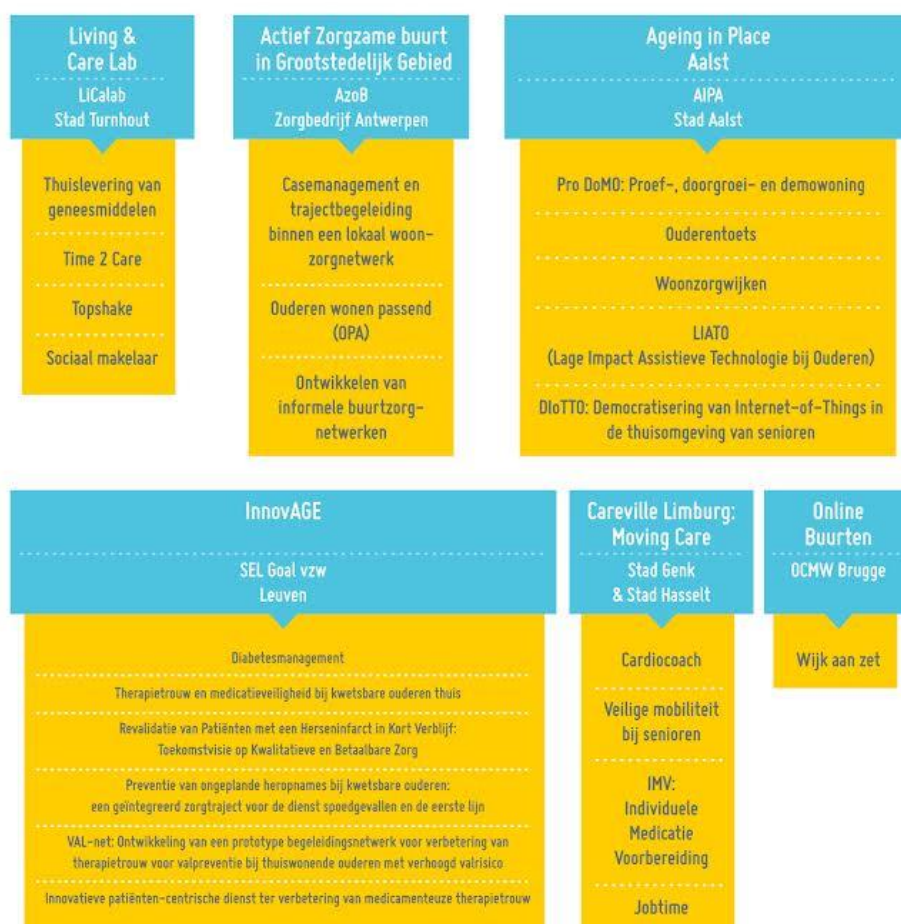 Living &
Care Lab
LiCalab
Stad Turnhout
Thuislevering van
geneesmiddelen
Time 2 Care
Topshake
Sociaal makelaar
Actief Zorgzame buurt
in Grootstedelijk Gebied
AzoB
Zorgbedrijf Antwerpen
Casemanagement en
trajectbegeleiding
binnen een lokaal woon-
zorgnetwerk
Ouderen wonen passend
(OPA)
Ontwikkelen van
informele buurtzorg-
netwerken
Ageing in Place
Aalst
AIPA
Stad Aalst
Pro DoMO: Proef-, doorgroei- en demowoning
Ouderentoets
Woonzorgwijken
LIATO
(Lage Impact Assistieve Technologie bij Ouderen)
DIoTTO: Democratisering van Internet-of-Things in
de thuisomgeving van senioren
InnovAGE
SEL Goal vzw
Leuven
Diabetesmanagement
Therapietrouw en medicatieveiligheid bij kwetsbare ouderen thuis
Revalidatie van Patiënten met een Herseninfarct in Kort Verblijf:
Toekomstvisie op Kwalitatieve en Betaalbare Zorg
Preventie van ongeplande heropnames bij kwetsbare ouderen:
een geïntegreerd zorgtraject voor de dienst spoedgevallen en de eerste lijn
VAL-net: Ontwikkeling van een prototype begeleidingsnetwerk voor verbetering van
therapietrouw voor valpreventie bij thuiswonende ouderen met verhoogd valrisico
Innovatieve patiënten-centrische dienst ter verbetering van medicamenteuze therapietrouw
Careville Limburg:
Moving Care
Stad Genk
& Stad Hasselt
Cardiocoach
Veilige mobiliteit
bij senioren
IMV:
Individuele
Medicatie
Voorbereiding
Jobtime
Online
Buurten
OCMW Brugge
Wijk aan zet